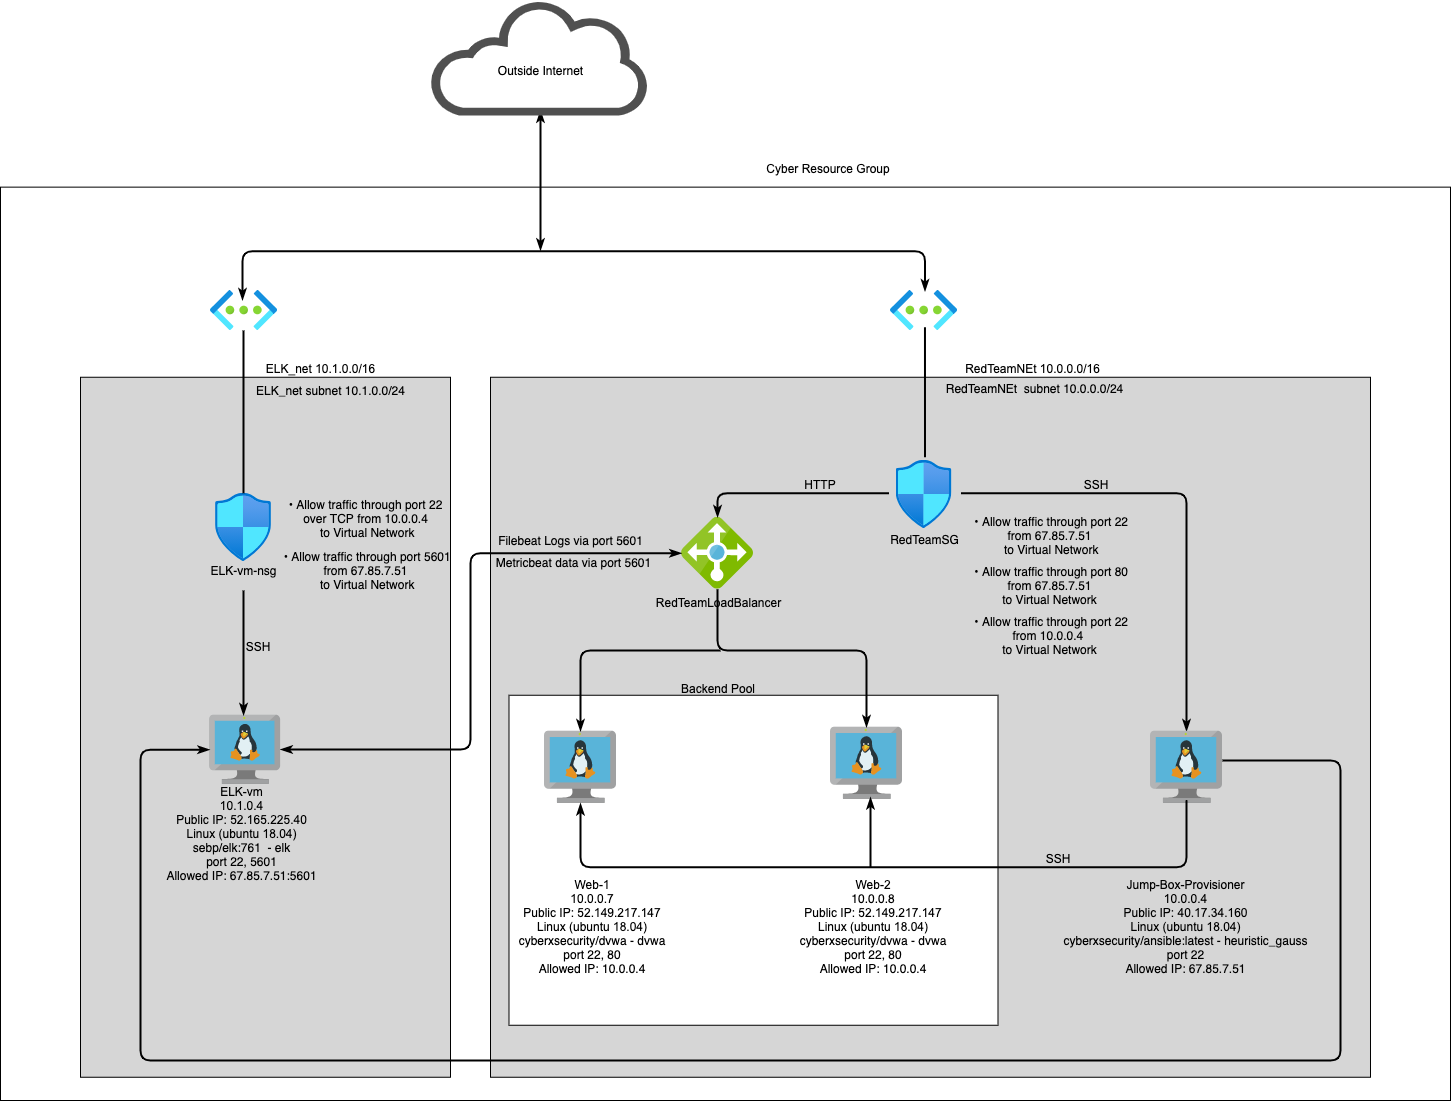 Outside Internet
Cyber Resource Group
ELK_net 10.1.0.0/16
ELK_net subnet 10.1.0.0/24
RedTeamNEt 10.0.0.0/16
RedTeamNEt  subnet 10.0.0.0/24
• Allow traffic through port 22
over TCP from 10.0.0.4
to Virtual Network
• Allow traffic through port 5601
from 67.85.7.51
to Virtual Network
ELK-vm-nsg
SSH
HTTP
SSH
RedTeamSG
• Allow traffic through port 22
from 67.85.7.51
to Virtual Network
• Allow traffic through port 80
from 67.85.7.51
to Virtual Network
• Allow traffic through port 22
from 10.0.0.4
to Virtual Network
Filebeat Logs via port 5601
Metricbeat data via port 5601
RedTeamLoadBalancer
Backend Pool
ELK-vm
10.1.0.4
Public IP: 52.165.225.40
Linux (ubuntu 18.04)
sebp/elk:761  - elk
port 22, 5601
Allowed IP: 67.85.7.51:5601
SSH
Web-1
10.0.0.7
Public IP: 52.149.217.147
Linux (ubuntu 18.04)
cyberxsecurity/dvwa - dvwa
port 22, 80
Allowed IP: 10.0.0.4
Web-2
10.0.0.8
Public IP: 52.149.217.147
Linux (ubuntu 18.04)
cyberxsecurity/dvwa - dvwa
port 22, 80
Allowed IP: 10.0.0.4
Jump-Box-Provisioner
10.0.0.4
Public IP: 40.17.34.160
Linux (ubuntu 18.04)
cyberxsecurity/ansible:latest - heuristic_gauss
port 22
Allowed IP: 67.85.7.51